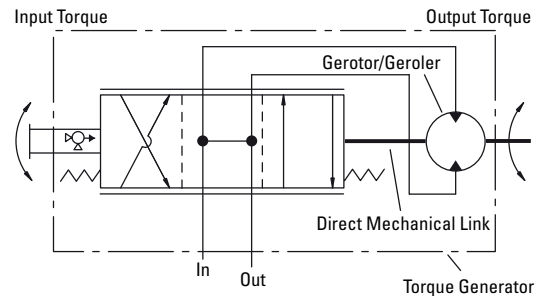 Input Torque
Output Torque
Gerotor/Geroler
Direct Mechanical Link
In
Out
Torque Generator